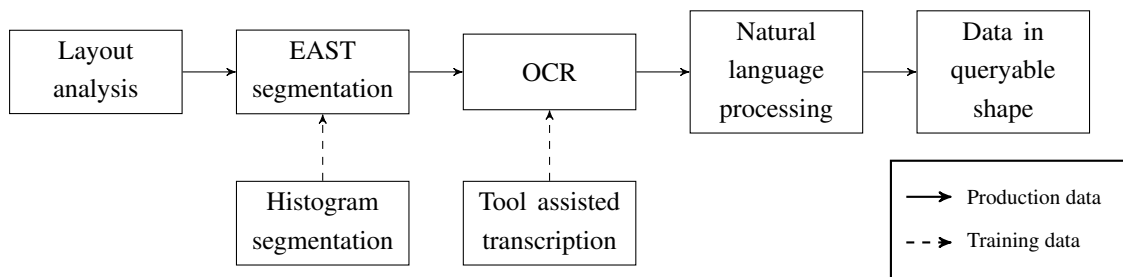 Layout
analysis
EAST
segmentation
OCR
Natural
language
processing
Data in
queryable
shape
Histogram
segmentation
Tool assisted
transcription
Production data
Training data